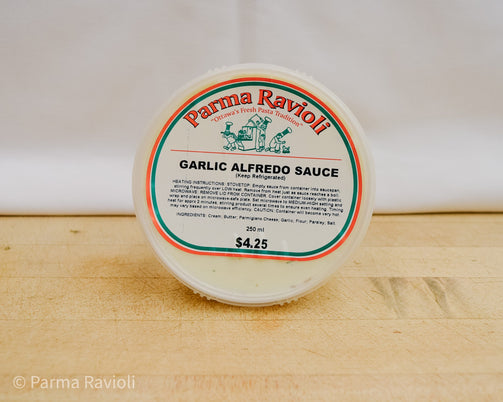 Parma Ravioli
"Ottawa's Fresh Pasta Tradition"
GARLIC ALFREDO SAUCE
(Keep Refrigerated)
HEATING INSTRUCTIONS: STOVETOP: Empty sauce from container into saucepan,
stirring frequently over LOW heat. Remove from heat just as sauce reaches a boil.
MICROWAVE: REMOVE LID FROM CONTAINER. Cover container loosely with plastic
wrap and place on microwave-safe plate. Set microwave to MEDIUM-HIGH setting and
heat for appx 2 minutes, stirring product several times to ensure even heating. Timing
may vary based on microwave wattages. CAUTION: Container will become very hot
INGREDIENTS: Cream, Butter, Parmigiano Cheese, Garlic, Flour, Parsley, Salt.
250 ml
$4.25
© Parma Ravioli